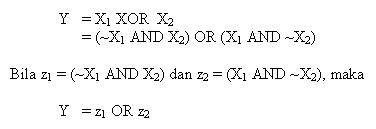 Y = X₁ XOR X₂
= (~X₁ AND X₂) OR (X₁ AND ~X₂)
Bila z₁ = (~X₁ AND X₂) dan z₂ = (X₁ AND ~X₂), maka
Y = z₁ OR z₂